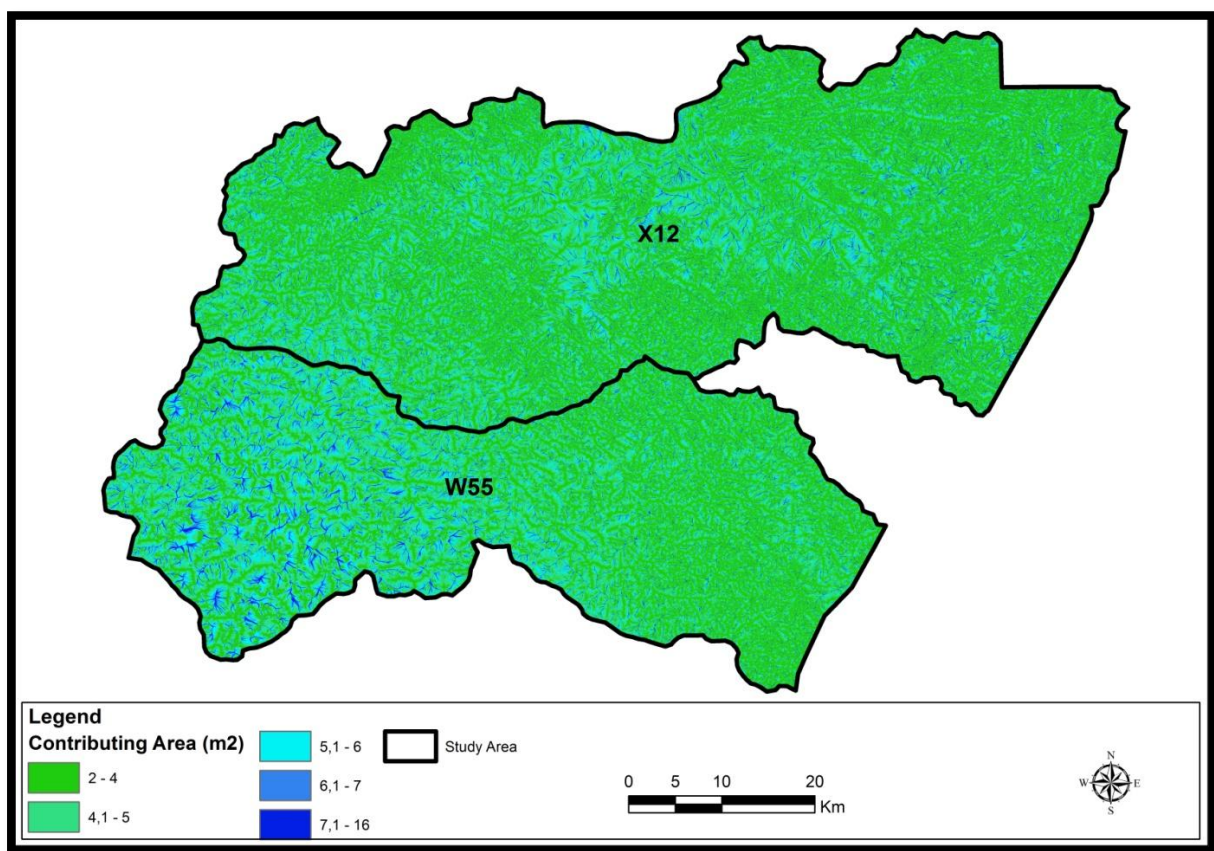 X12
W55
Legend
Contributing Area (m2)
2 - 4
4,1 - 5
5,1 - 6
6,1 - 7
7,1 - 16
Study Area
0 5 10 20
Km
N
W E
S